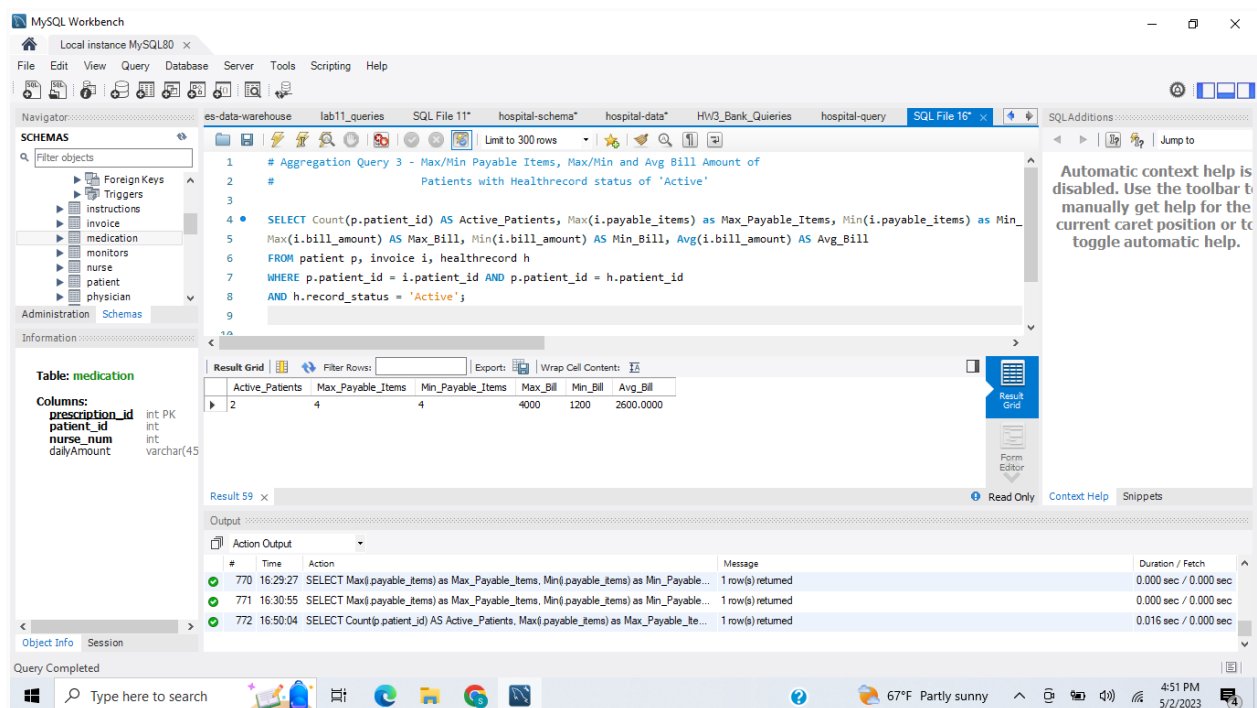 MySQL Workbench
Local instance MySQL80
File Edit View Query Database Server Tools Scripting Help
Navigator
SCHEMAS
Filter objects
Foreign Keys
Triggers
instructions
invoice
medication
monitors
nurse
patient
physician
Administration Schemas
Information
Table: medication
Columns:
prescription_id int PK
patient_id int
nurse_num int
dailyAmount varchar(45
Object Info Session
es-data-warehouse lab11_queries SQL File 11* hospital-schema* hospital-data* HW3_Bank_Quieries hospital-query SQL File 16*
Limit to 300 rows
1 # Aggregation Query 3 - Max/Min Payable Items, Max/Min and Avg Bill Amount of
2 # Patients with Healthrecord status of 'Active'
3
4 SELECT Count(p.patient_id) AS Active_Patients, Max(i.payable_items) as Max_Payable_Items, Min(i.payable_items) as Min_
5 Max(i.bill_amount) AS Max_Bill, Min(i.bill_amount) AS Min_Bill, Avg(i.bill_amount) AS Avg_Bill
6 FROM patient p, invoice i, healthrecord h
7 WHERE p.patient_id = i.patient_id AND p.patient_id = h.patient_id
8 AND h.record_status = 'Active';
9
10
Result Grid Filter Rows: Export: Wrap Cell Content:
Active_Patients Max_Payable_Items Min_Payable_Items Max_Bill Min_Bill Avg_Bill
2 4 4 4000 1200 2600.0000
Result Grid
Form Editor
Result 59 Read Only
SQLAdditions
Jump to
Automatic context help is
disabled. Use the toolbar t
manually get help for the
current caret position or to
toggle automatic help.
Context Help Snippets
Output
Action Output
# Time Action Message Duration / Fetch
770 16:29:27 SELECT Max(i.payable_items) as Max_Payable_Items, Min(i.payable_items) as Min_Payable... 1 row(s) returned 0.000 sec / 0.000 sec
771 16:30:55 SELECT Max(i.payable_items) as Max_Payable_Items, Min(i.payable_items) as Min_Payable... 1 row(s) returned 0.000 sec / 0.000 sec
772 16:50:04 SELECT Count(p.patient_id) AS Active_Patients, Max(i.payable_items) as Max_Payable_Ite... 1 row(s) returned 0.016 sec / 0.000 sec
Query Completed
Type here to search
67°F Partly sunny
4:51 PM
5/2/2023
4